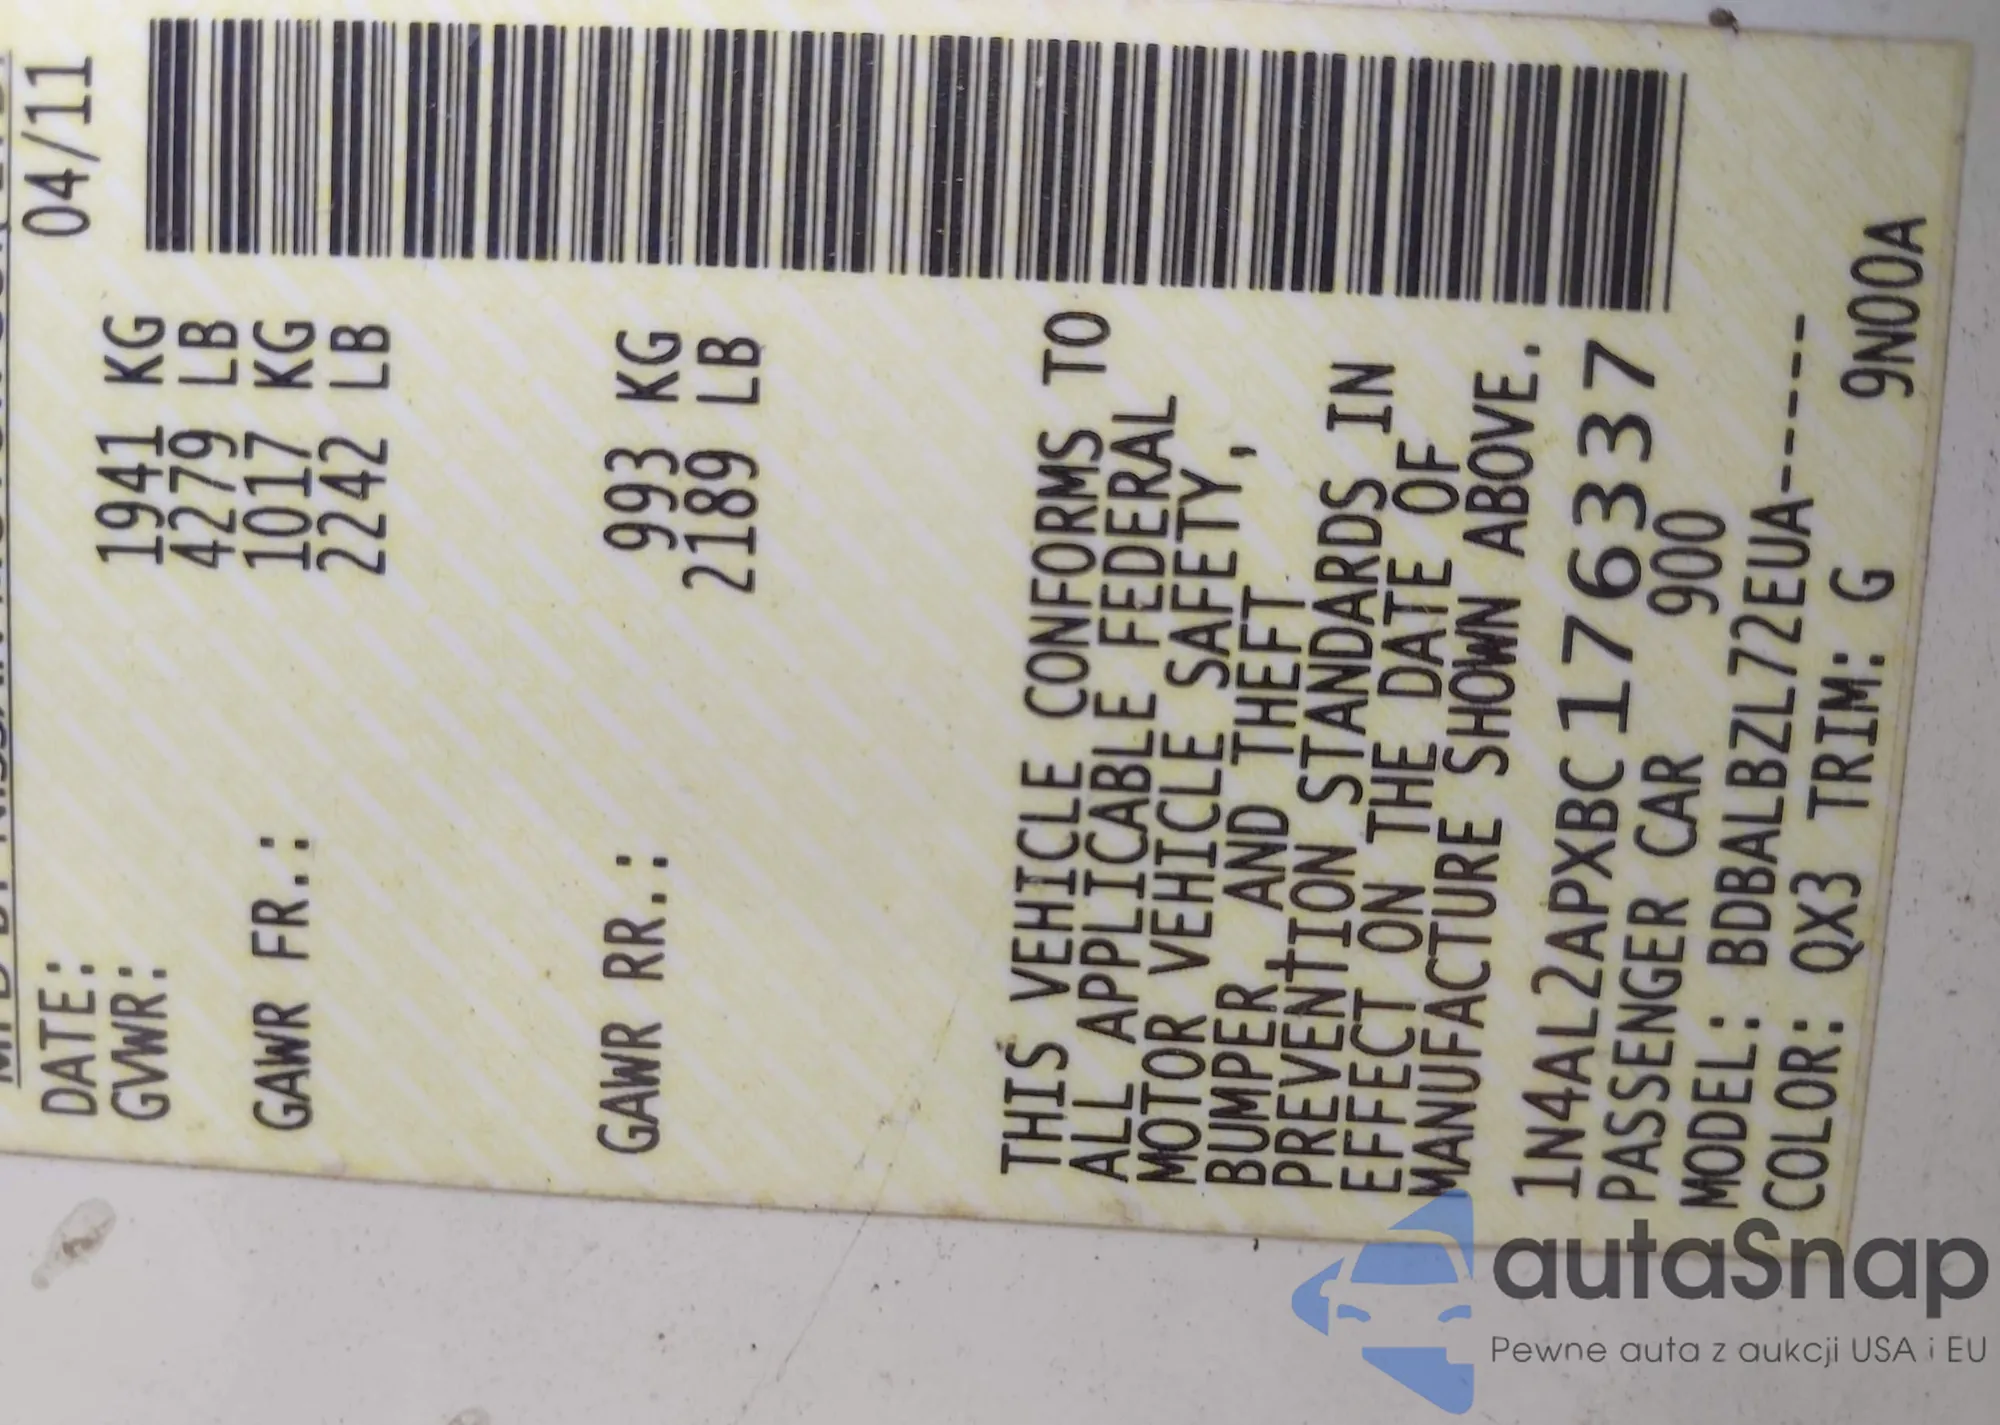 DATE: 04/11
GVWR: 1941 KG
4279 LB
GAWR FR.: 1017 KG
2242 LB
GAWR RR.: 993 KG
2189 LB
THIS VEHICLE CONFORMS TO
ALL APPLICABLE FEDERAL
MOTOR VEHICLE SAFETY,
BUMPER AND THEFT
PREVENTION STANDARDS IN
EFFECT ON THE DATE OF
MANUFACTURE SHOWN ABOVE.
1N4AL2APXBC176337
PASSENGER CAR 900
MODEL: BDBALBZL72EUA------
COLOR: QX3 TRIM: G 9N00A
autaSnap
Pewne auta z aukcji USA i EU